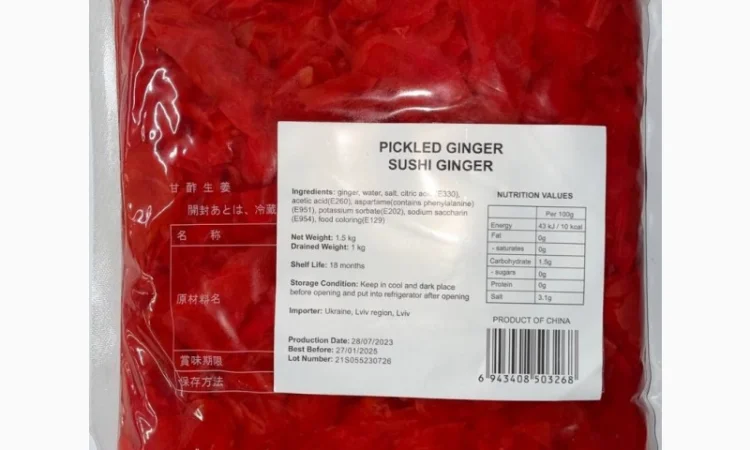 PICKLED GINGER
SUSHI GINGER
Ingredients: ginger, water, salt, citric acid(E330),
acelic acid(E260), aspartame(contains phenylalanine)
(E951), potassium sorbate(E202), sodium saccharin
(E954), food coloring(E129)
Net Weight: 1.5 kg
Drained Weight: 1 kg
Shelf Life: 18 months
Storage Condition: Keep in cool and dark place
before opening and put into refrigerator after opening
Importer: Ukraine, Lviv region, Lviv
Production Date: 28/07/2023
Best Before: 27/01/2025
Lot Number: 21S055230726
NUTRITION VALUES
Per 100g
Energy 43 kJ / 10 kcal
Fat 0g
- saturates 0g
Carbohydrate 1.5g
- sugars 0g
Protein 0g
Salt 3.1g
PRODUCT OF CHINA
6 943408 503268
甘酢生姜
開封あとは、冷蔵
名 称
原材料名
賞味期限
保存方法